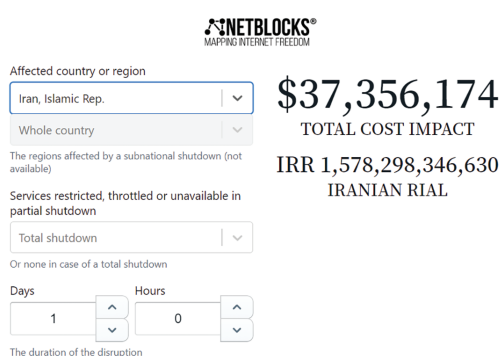 NETBLOCKS®
MAPPING INTERNET FREEDOM
Affected country or region
Iran, Islamic Rep.
Whole country
The regions affected by a subnational shutdown (not
available)
Services restricted, throttled or unavailable in
partial shutdown
Total shutdown
Or none in case of a total shutdown
Days
Hours
1
0
The duration of the disruption
$37,356,174
TOTAL COST IMPACT
IRR 1,578,298,346,630
IRANIAN RIAL